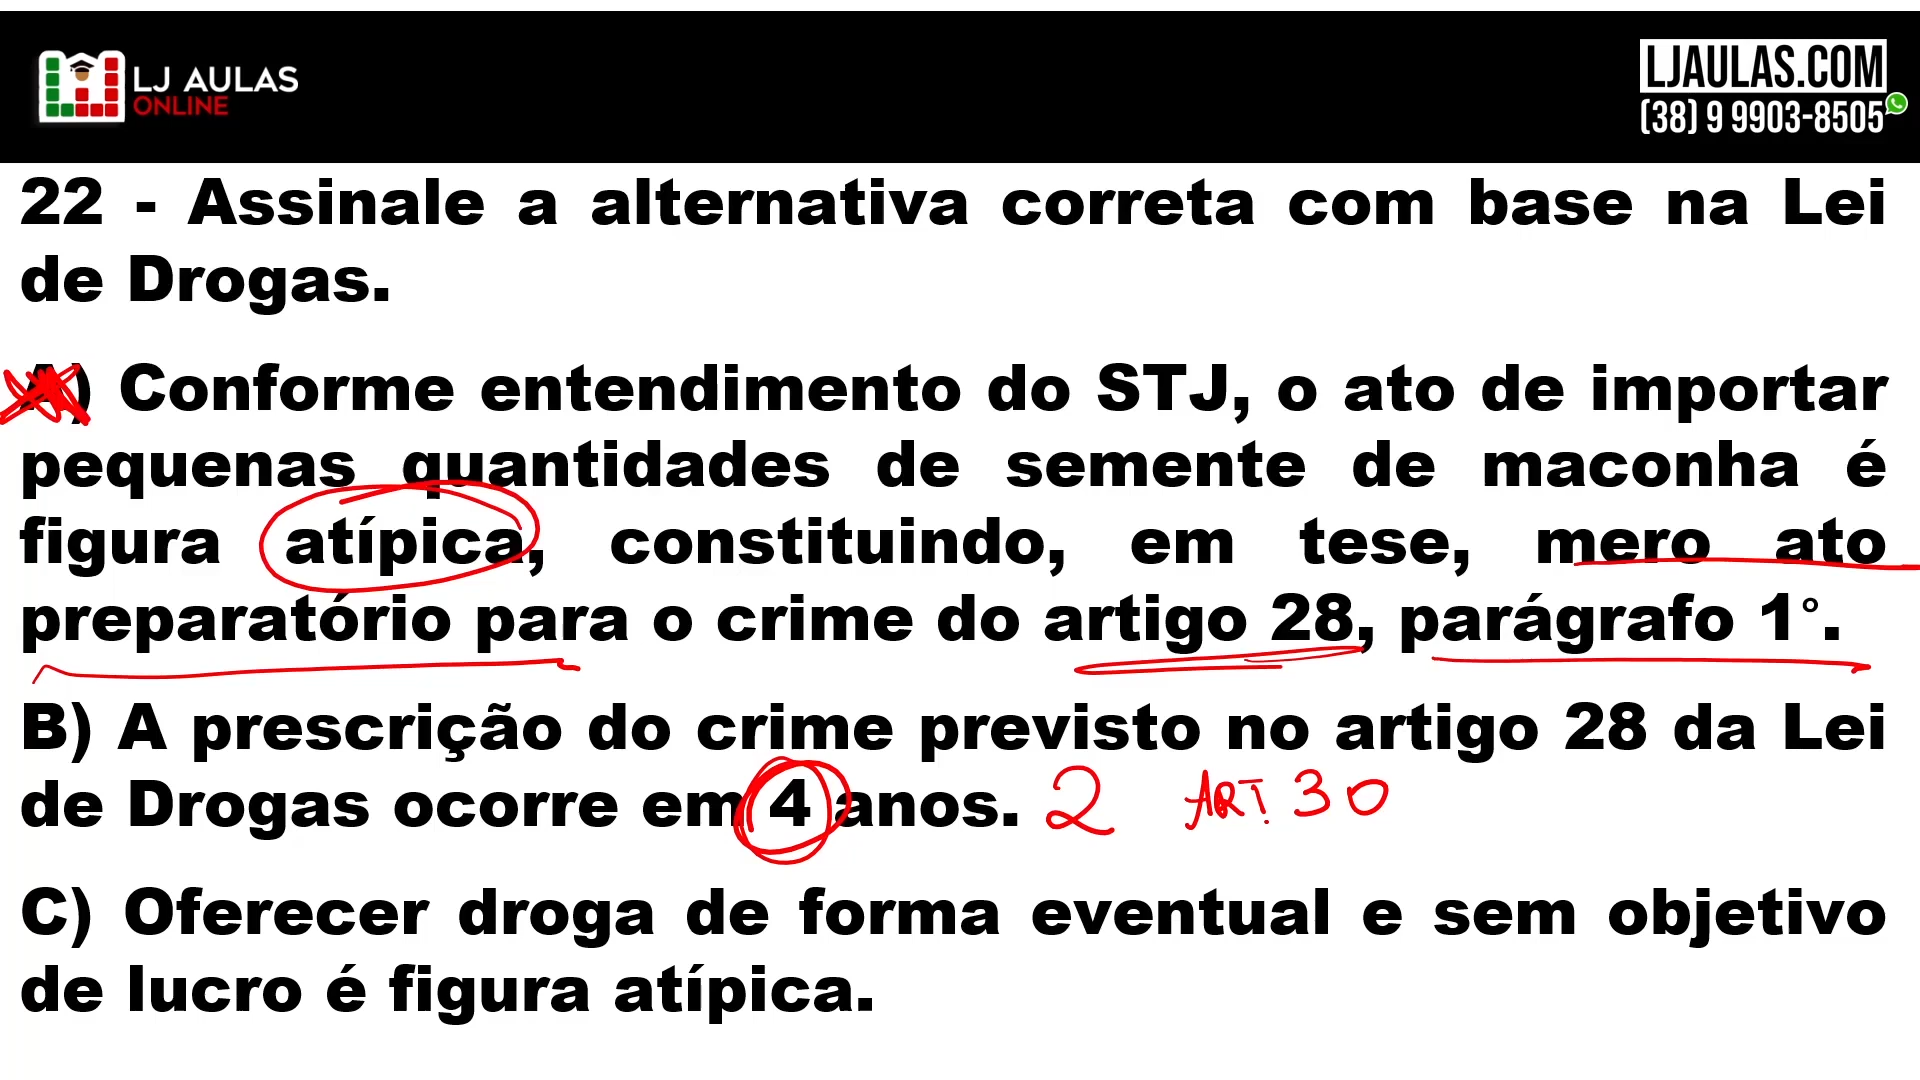 LJ AULAS
ONLINE
LJAULAS.COM
(38) 9 9903-8505
22 - Assinale a alternativa correta com base na Lei
de Drogas.
A) Conforme entendimento do STJ, o ato de importar
pequenas quantidades de semente de maconha é
figura atípica, constituindo, em tese, mero ato
preparatório para o crime do artigo 28, parágrafo 1°.
B) A prescrição do crime previsto no artigo 28 da Lei
de Drogas ocorre em 4 anos. 2 ART. 30
C) Oferecer droga de forma eventual e sem objetivo
de lucro é figura atípica.